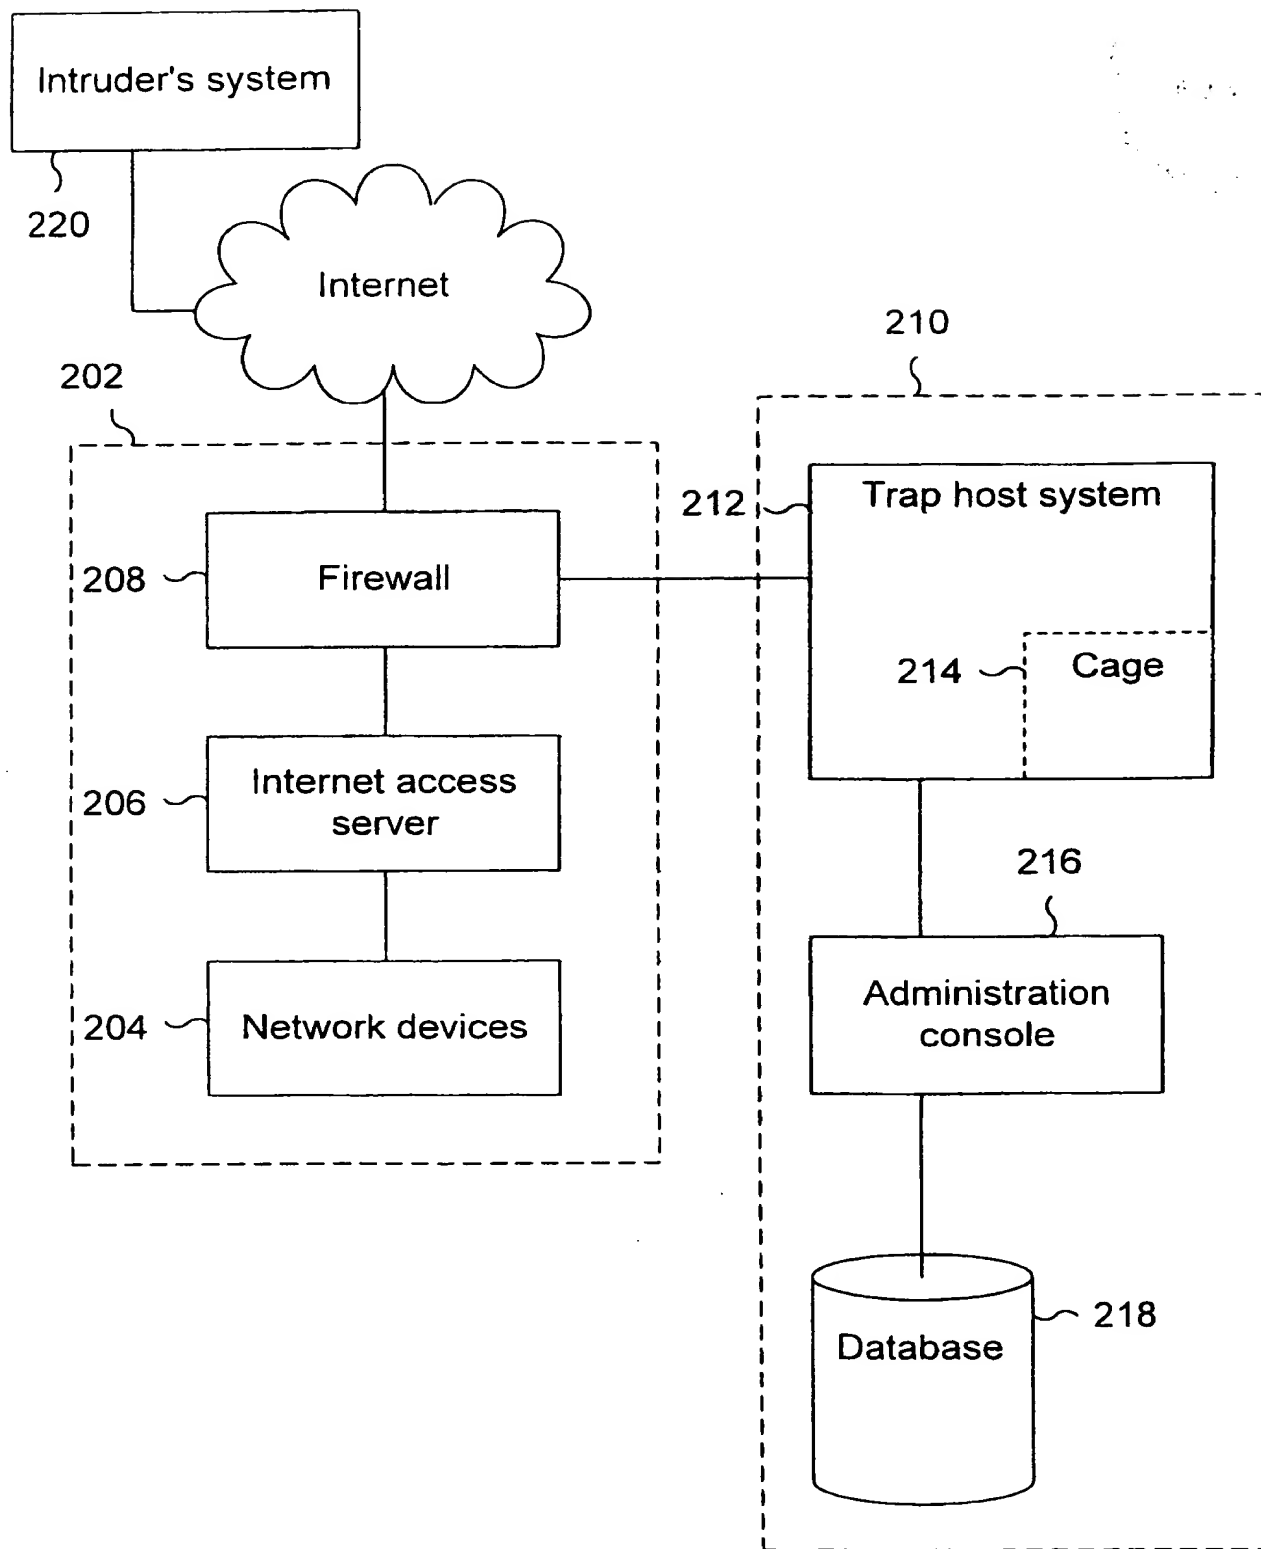 Intruder's system
220
Internet
210
202
212
Trap host system
208
Firewall
214
Cage
206
Internet access
server
216
Administration
console
204
Network devices
218
Database